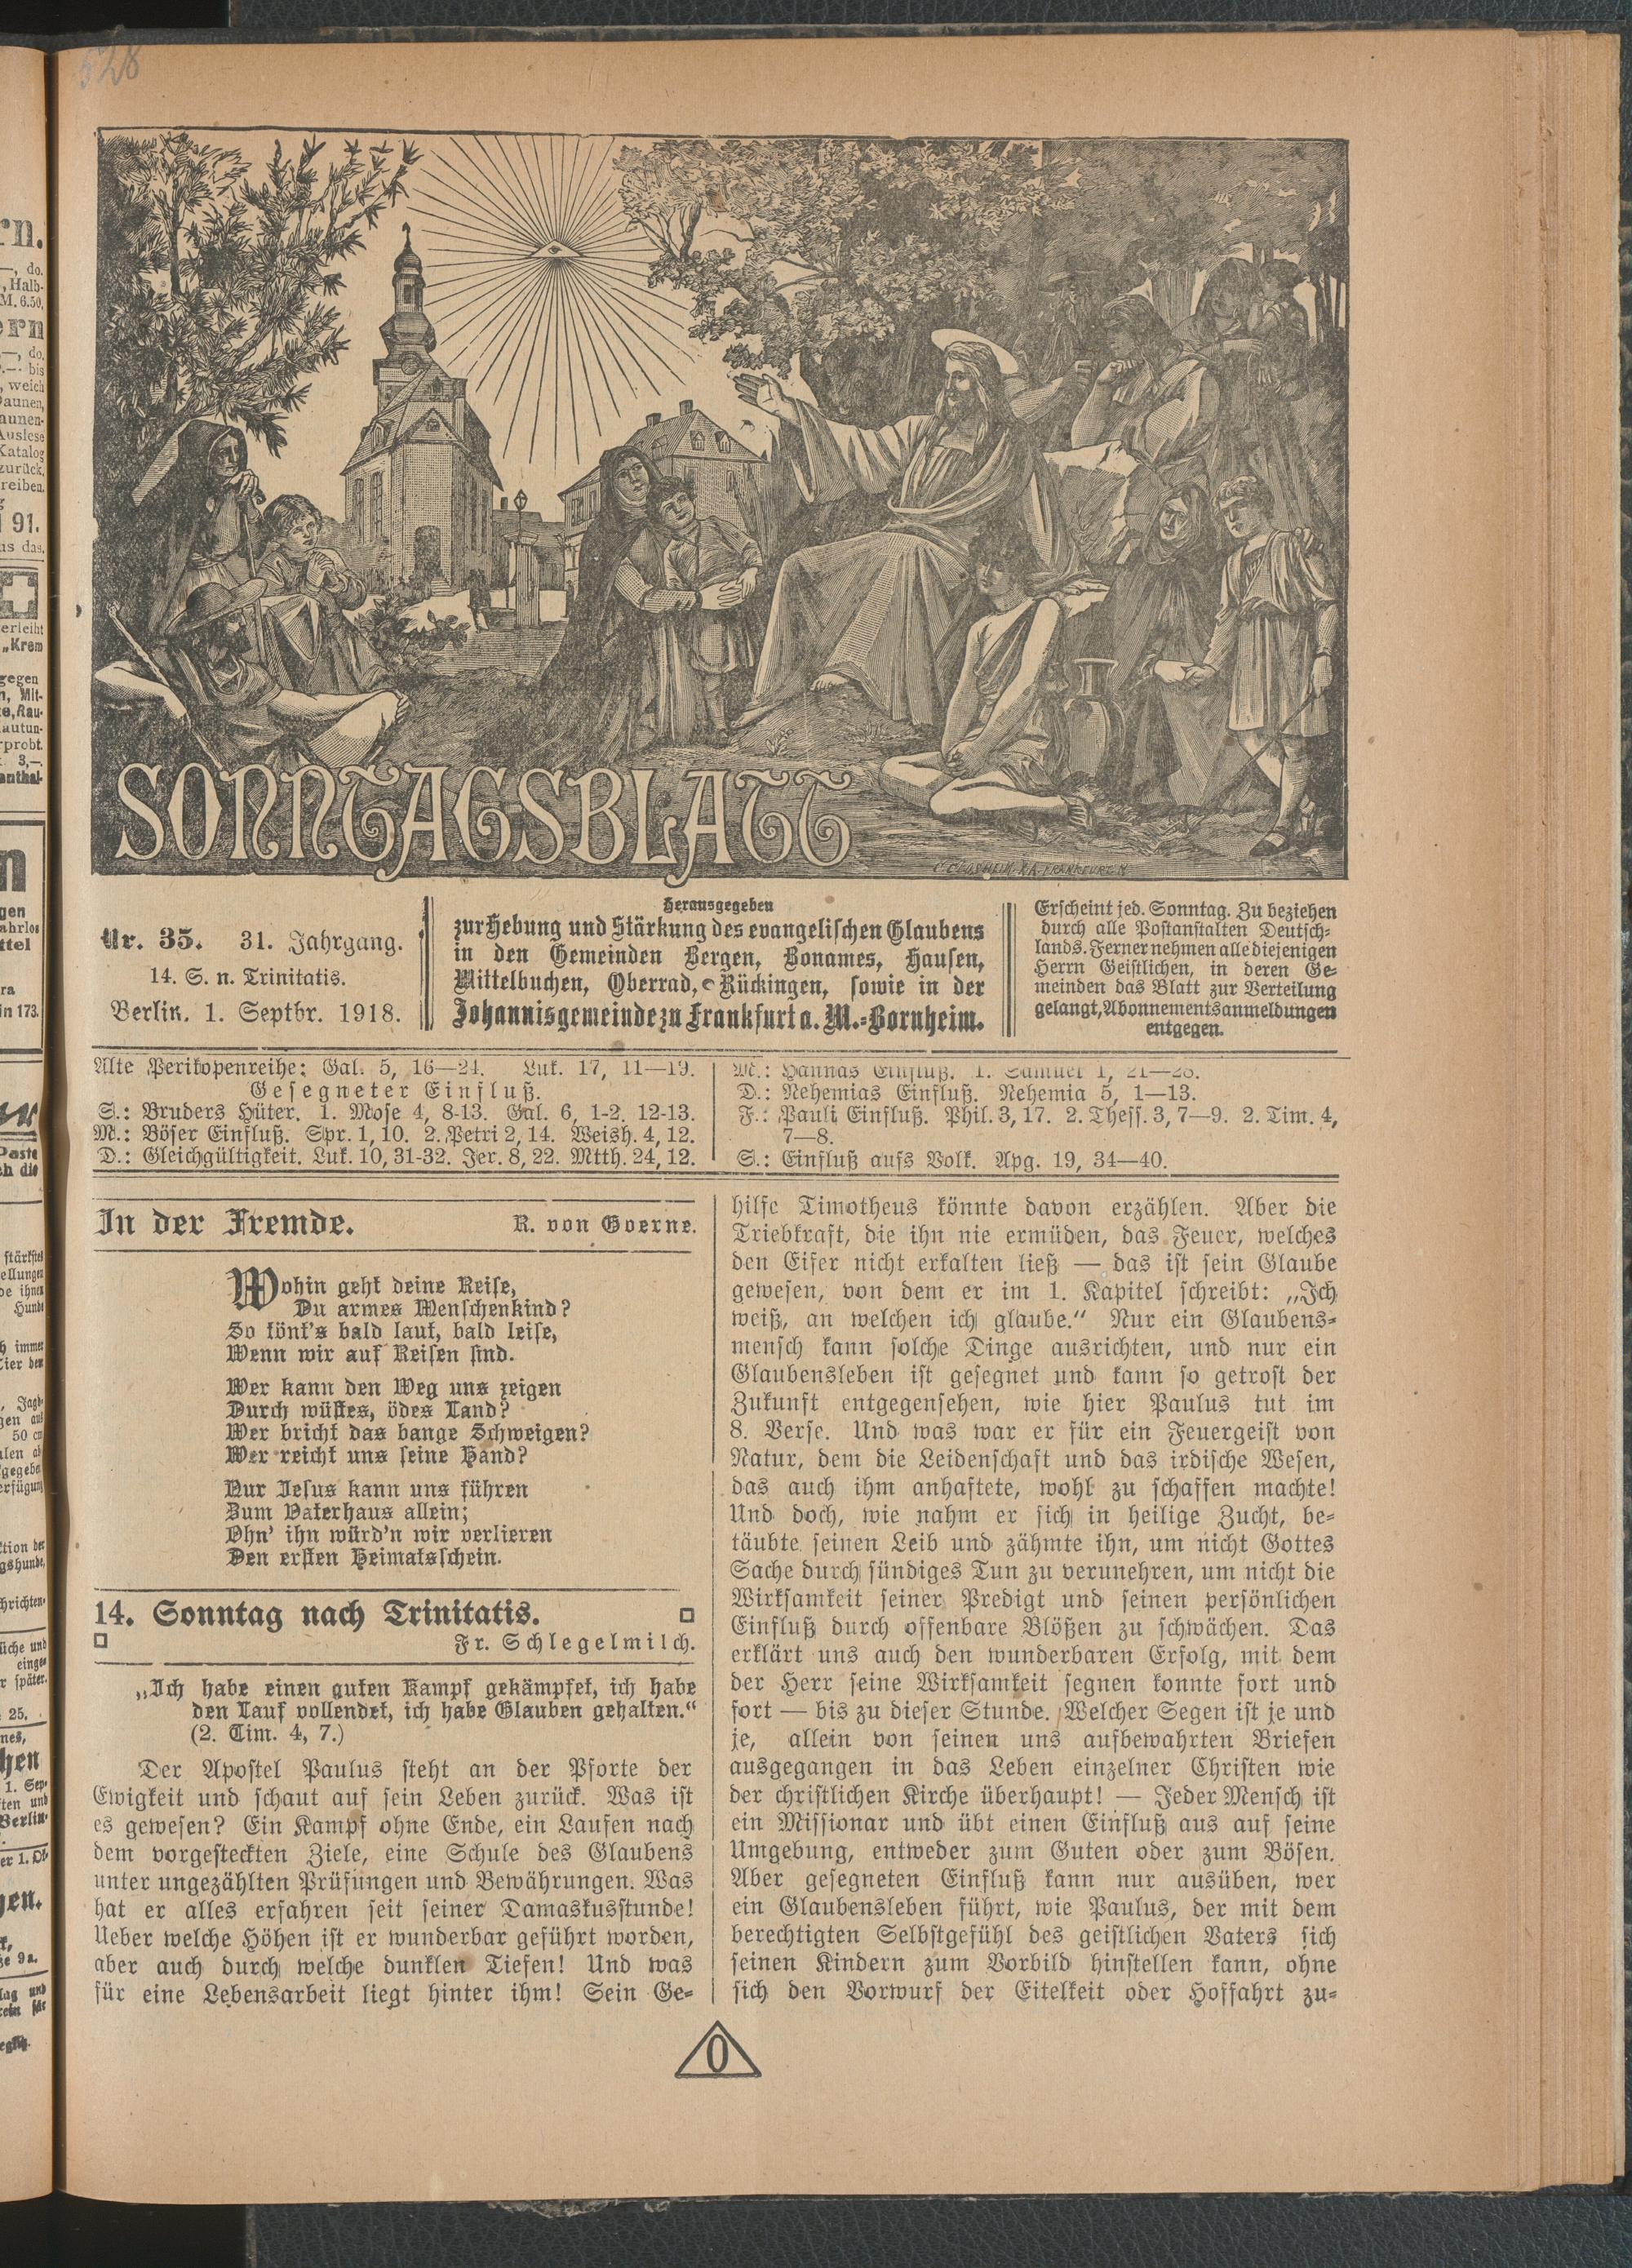 528
SONNTAGSBLATT
Nr. 35. 31. Jahrgang.
14. S. n. Trinitatis.
Berlin, 1. Septbr. 1918.
Herausgegeben
zur Hebung und Stärkung des evangelischen Glaubens
in den Gemeinden Bergen, Bonames, Hausen,
Mittelbuchen, Oberrad, Rückingen, sowie in der
Johannisgemeinde zu Frankfurt a. M.-Bornheim.
Erscheint jed. Sonntag. Zu beziehen
durch alle Postanstalten Deutsch-
lands. Ferner nehmen alle diejenigen
Herrn Geistlichen, in deren Ge-
meinden das Blatt zur Verteilung
gelangt, Abonnementsanmeldungen
entgegen.
Alte Perikopenreihe: Gal. 5, 16—24. Luk. 17, 11—19.
Gesegneter Einfluß.
S.: Bruders Hüter. 1. Mose 4, 8-13. Gal. 6, 1-2. 12-13.
M.: Böser Einfluß. Spr. 1, 10. 2. Petri 2, 14. Weish. 4, 12.
D.: Gleichgültigkeit. Luk. 10, 31-32. Jer. 8, 22. Mtth. 24, 12.
M.: Hannas Einfluß. 1. Samuel 1, 21—28.
D.: Nehemias Einfluß. Nehemia 5, 1—13.
F.: Pauli Einfluß. Phil. 3, 17. 2. Thess. 3, 7—9. 2. Tim. 4,
7—8.
S.: Einfluß aufs Volk. Apg. 19, 34—40.
In der Fremde. R. von Goerne.
Wohin geht deine Reise,
Du armes Menschenkind?
So tönt's bald laut, bald leise,
Wenn wir auf Reisen sind.
Wer kann den Weg uns zeigen
Durch wüstes, ödes Land?
Wer bricht das bange Schweigen?
Wer reicht uns seine Hand?
Nur Jesus kann uns führen
Zum Vaterhaus allein;
Ohn' ihn würd'n wir verlieren
Den ersten Heimatsschein.
14. Sonntag nach Trinitatis.
Fr. Schlegelmilch.
„Ich habe einen guten Kampf gekämpfet, ich habe
den Lauf vollendet, ich habe Glauben gehalten.“
(2. Tim. 4, 7.)
Der Apostel Paulus steht an der Pforte der
Ewigkeit und schaut auf sein Leben zurück. Was ist
es gewesen? Ein Kampf ohne Ende, ein Laufen nach
dem vorgesteckten Ziele, eine Schule des Glaubens
unter ungezählten Prüfungen und Bewährungen. Was
hat er alles erfahren seit seiner Damaskusstunde!
Ueber welche Höhen ist er wunderbar geführt worden,
aber auch durch welche dunklen Tiefen! Und was
für eine Lebensarbeit liegt hinter ihm! Sein Ge-
hilfe Timotheus könnte davon erzählen. Aber die
Triebkraft, die ihn nie ermüden, das Feuer, welches
den Eifer nicht erkalten ließ — das ist sein Glaube
gewesen, von dem er im 1. Kapitel schreibt: „Ich
weiß, an welchen ich glaube.“ Nur ein Glaubens-
mensch kann solche Dinge ausrichten, und nur ein
Glaubensleben ist gesegnet und kann so getrost der
Zukunft entgegensehen, wie hier Paulus tut im
8. Verse. Und was war er für ein Feuergeist von
Natur, dem die Leidenschaft und das irdische Wesen,
das auch ihm anhaftete, wohl zu schaffen machte!
Und doch, wie nahm er sich in heilige Zucht, be-
täubte seinen Leib und zähmte ihn, um nicht Gottes
Sache durch sündiges Tun zu verunehren, um nicht die
Wirksamkeit seiner Predigt und seinen persönlichen
Einfluß durch offenbare Blößen zu schwächen. Das
erklärt uns auch den wunderbaren Erfolg, mit dem
der Herr seine Wirksamkeit segnen konnte fort und
fort — bis zu dieser Stunde. Welcher Segen ist je und
je, allein von seinen uns aufbewahrten Briefen
ausgegangen in das Leben einzelner Christen wie
der christlichen Kirche überhaupt! — Jeder Mensch ist
ein Missionar und übt einen Einfluß aus auf seine
Umgebung, entweder zum Guten oder zum Bösen.
Aber gesegneten Einfluß kann nur ausüben, wer
ein Glaubensleben führt, wie Paulus, der mit dem
berechtigten Selbstgefühl des geistlichen Vaters sich
seinen Kindern zum Vorbild hinstellen kann, ohne
sich den Vorwurf der Eitelkeit oder Hoffahrt zu-
0